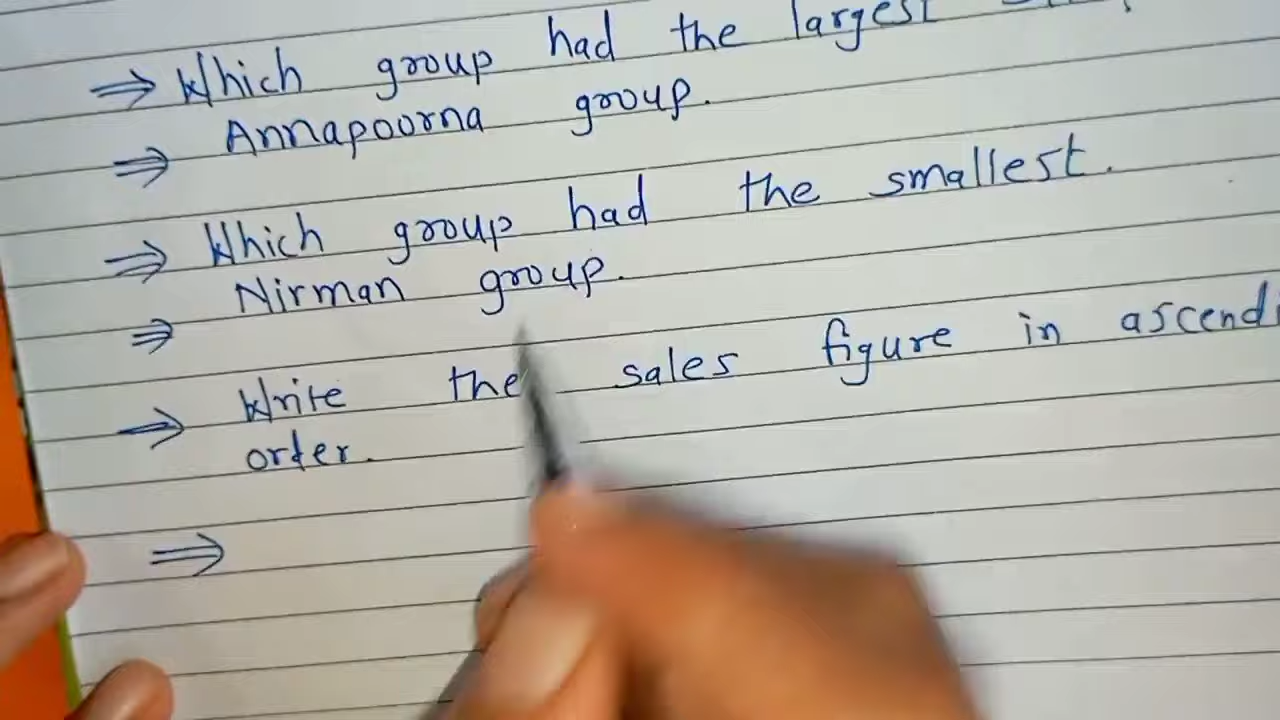 ⇒ Which group had the largest
⇒ Annapoorna group.
⇒ Which group had the smallest.
⇒ Nirman group.
→ Write the sales figure in ascendi
order.
⇒